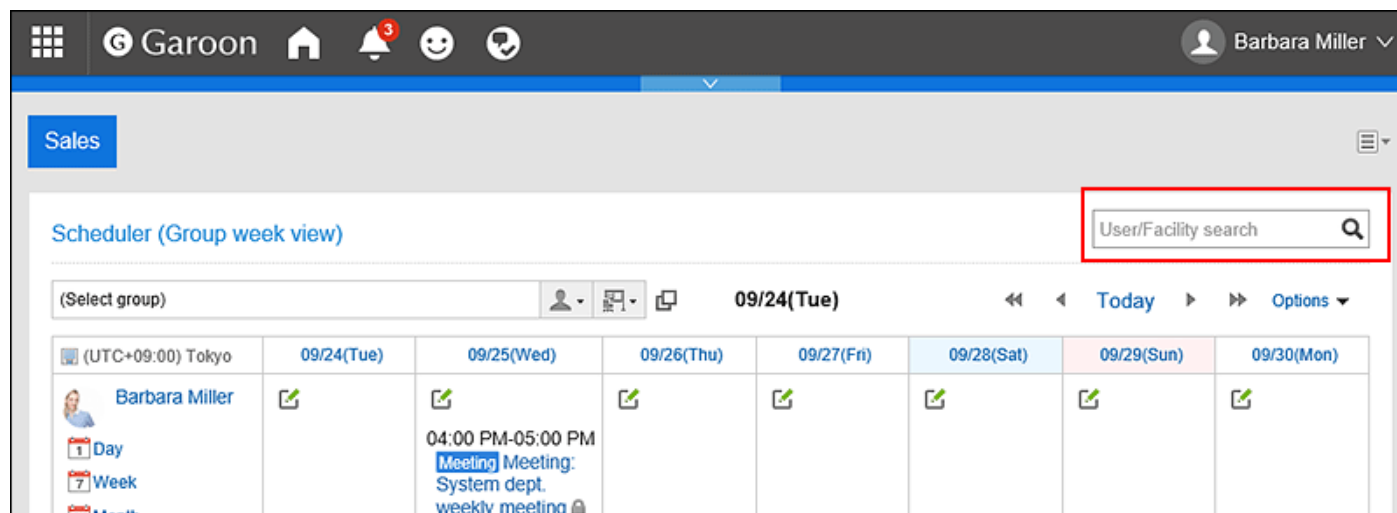 G Garoon 3 Barbara Miller
Sales
Scheduler (Group week view) User/Facility search
(Select group) 09/24(Tue) Today Options
(UTC+09:00) Tokyo 09/24(Tue) 09/25(Wed) 09/26(Thu) 09/27(Fri) 09/28(Sat) 09/29(Sun) 09/30(Mon)
Barbara Miller
04:00 PM-05:00 PM
1 Day
Meeting Meeting:
7 Week
System dept.
Month
weekly meeting